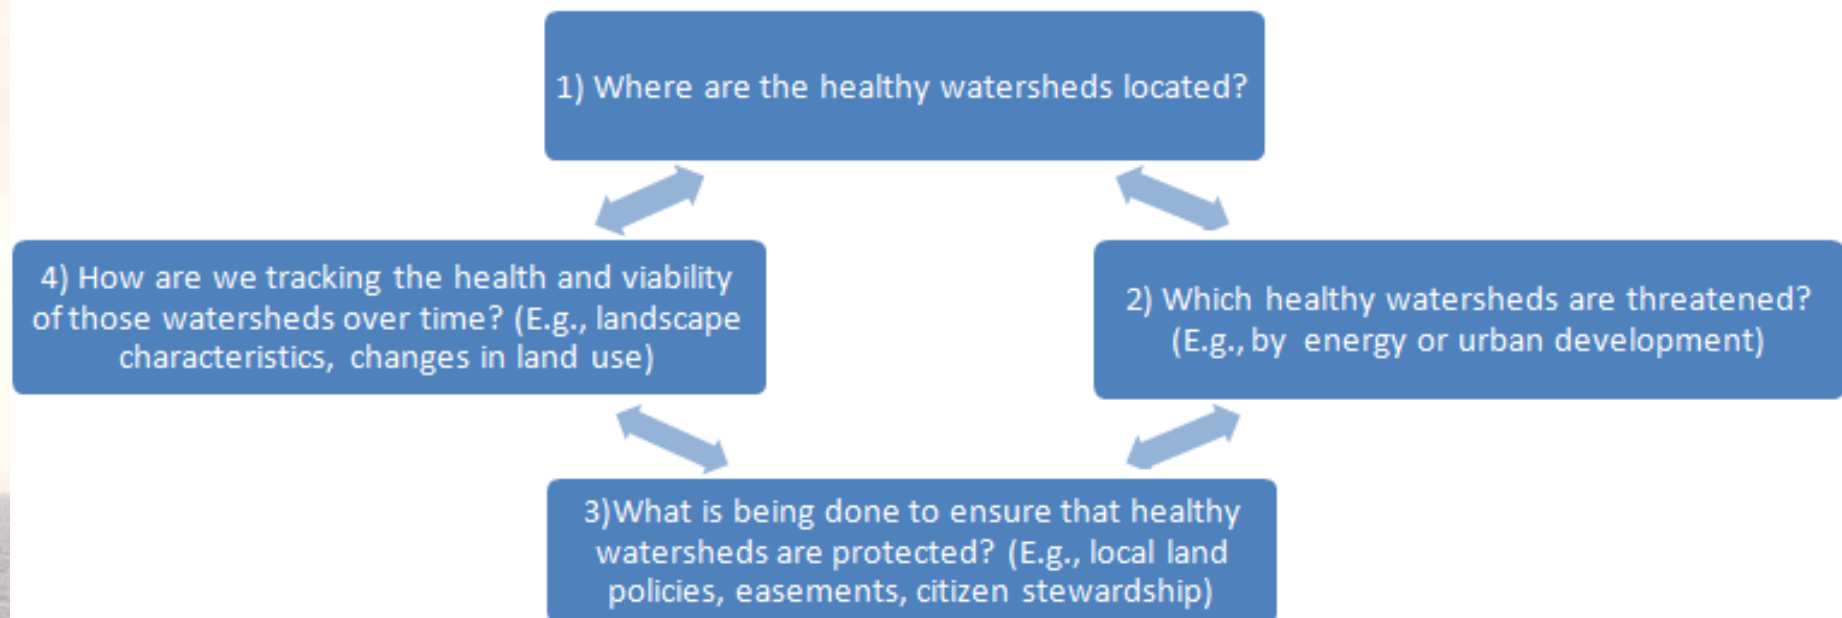 1) Where are the healthy watersheds located?
4) How are we tracking the health and viability
of those watersheds over time? (E.g., landscape
characteristics, changes in land use)
2) Which healthy watersheds are threatened?
(E.g., by energy or urban development)
3)What is being done to ensure that healthy
watersheds are protected? (E.g., local land
policies, easements, citizen stewardship)